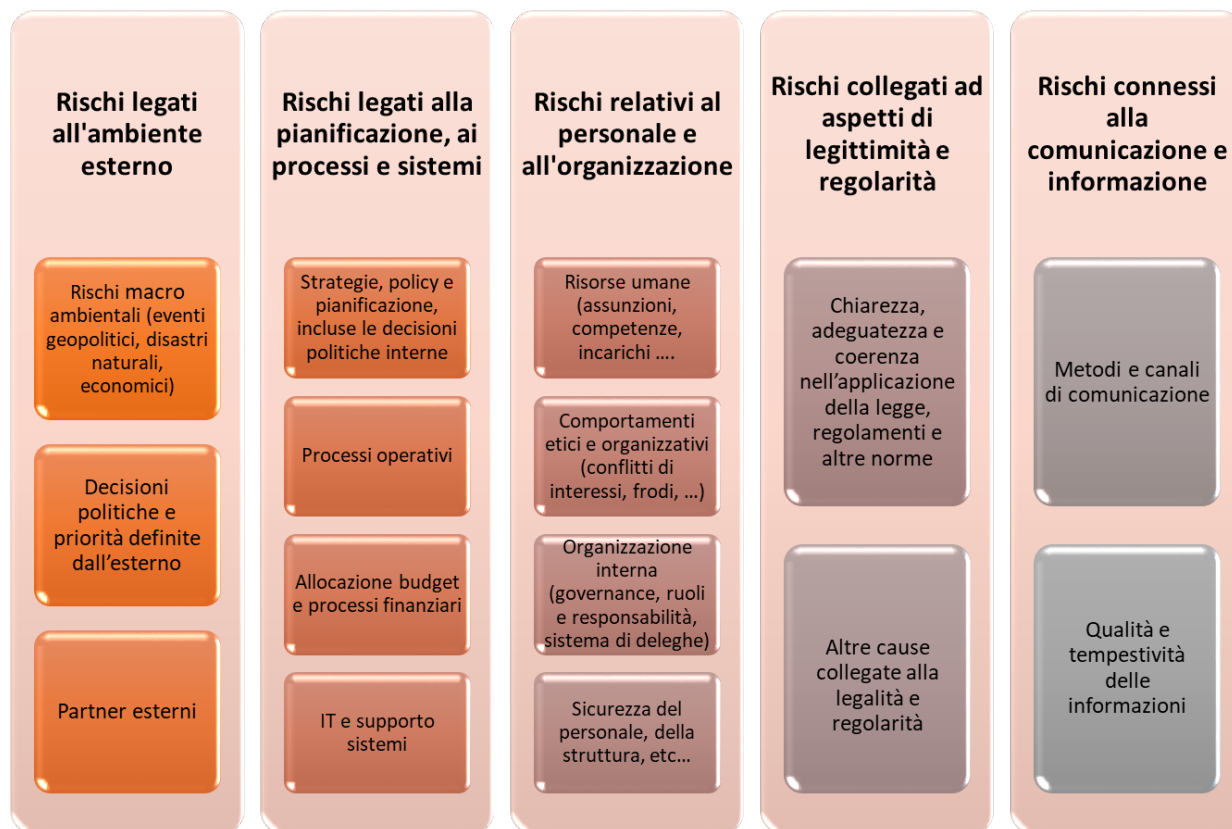 Rischi legati
all'ambiente
esterno
Rischi macro
ambientali (eventi
geopolitici, disastri
naturali,
economici)
Decisioni
politiche e
priorità definite
dall'esterno
Partner esterni
Rischi legati alla
pianificazione, ai
processi e sistemi
Strategie, policy e
pianificazione,
incluse le decisioni
politiche interne
Processi operativi
Allocazione budget
e processi finanziari
IT e supporto
sistemi
Rischi relativi al
personale e
all'organizzazione
Risorse umane
(assunzioni,
competenze,
incarichi ....
Comportamenti
etici e organizzativi
(conflitti di
interessi, frodi, ...)
Organizzazione
interna
(governance, ruoli
e responsabilità,
sistema di deleghe)
Sicurezza del
personale, della
struttura, etc...
Rischi collegati ad
aspetti di
legittimità e
regolarità
Chiarezza,
adeguatezza e
coerenza
nell'applicazione
della legge,
regolamenti e
altre norme
Altre cause
collegate alla
legalità e
regolarità
Rischi connessi
alla
comunicazione e
informazione
Metodi e canali
di comunicazione
Qualità e
tempestività
delle
informazioni